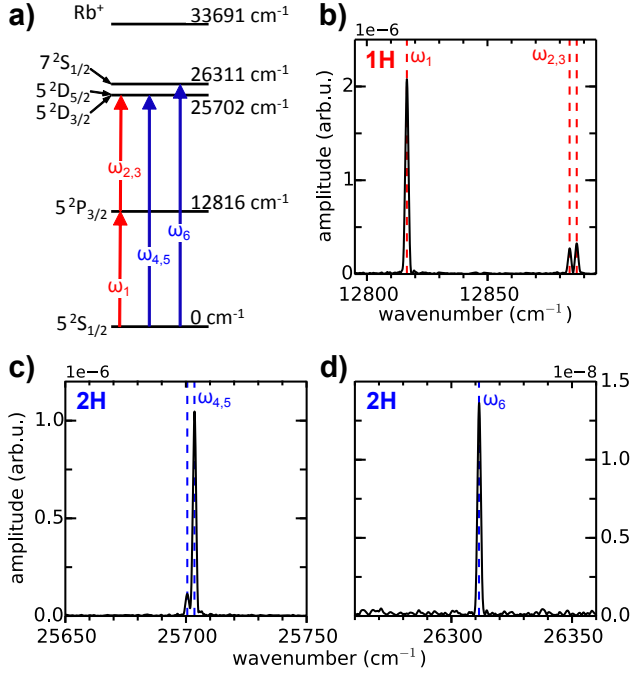 a)
Rb⁺
33691 cm⁻¹
7 ²S₁/₂
26311 cm⁻¹
5 ²D₅/₂
5 ²D₃/₂
25702 cm⁻¹
ω₂,₃
ω₄,₅
ω₆
5 ²P₃/₂
12816 cm⁻¹
ω₁
5 ²S₁/₂
0 cm⁻¹
b)
1e−6
1H
ω₁
ω₂,₃
2
1
0
amplitude (arb.u.)
12800
12850
wavenumber (cm⁻¹)
c)
1e−6
2H
ω₄,₅
1.0
0.5
0.0
amplitude (arb.u.)
25650
25700
25750
d)
1e−8
2H
ω₆
1.5
1.0
0.5
0.0
26310
26360
wavenumber (cm⁻¹)